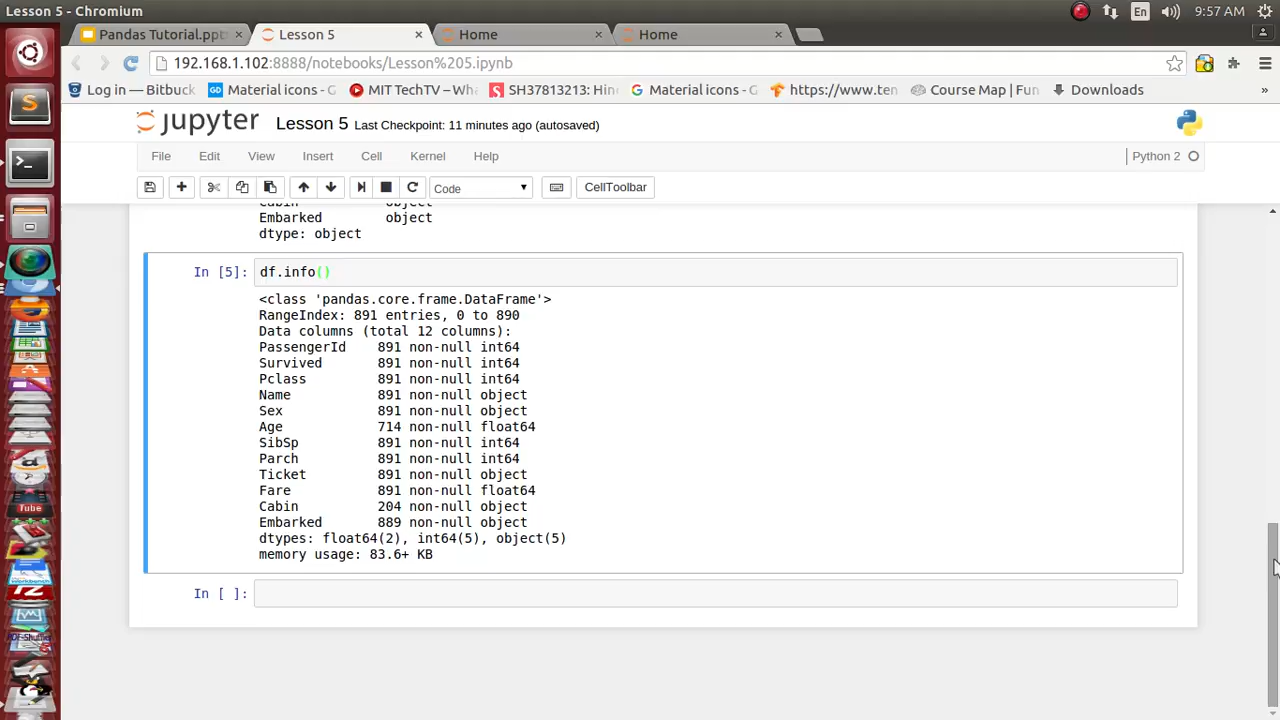 Lesson 5 - Chromium
En
9:57 AM
Pandas Tutorial.ppt
Lesson 5
Home
Home
192.168.1.102:8888/notebooks/Lesson%205.ipynb
Log in — Bitbuck
Material icons - G
MIT TechTV – Wha
SH37813213: Hin
Material icons - G
https://www.ten
Course Map | Fun
Downloads
»
jupyter
Lesson 5
Last Checkpoint: 11 minutes ago (autosaved)
File
Edit
View
Insert
Cell
Kernel
Help
Python 2
Code
CellToolbar
Cabin object
Embarked object
dtype: object
In [5]: df.info()
<class 'pandas.core.frame.DataFrame'>
RangeIndex: 891 entries, 0 to 890
Data columns (total 12 columns):
PassengerId 891 non-null int64
Survived 891 non-null int64
Pclass 891 non-null int64
Name 891 non-null object
Sex 891 non-null object
Age 714 non-null float64
SibSp 891 non-null int64
Parch 891 non-null int64
Ticket 891 non-null object
Fare 891 non-null float64
Cabin 204 non-null object
Embarked 889 non-null object
dtypes: float64(2), int64(5), object(5)
memory usage: 83.6+ KB
In [ ]: